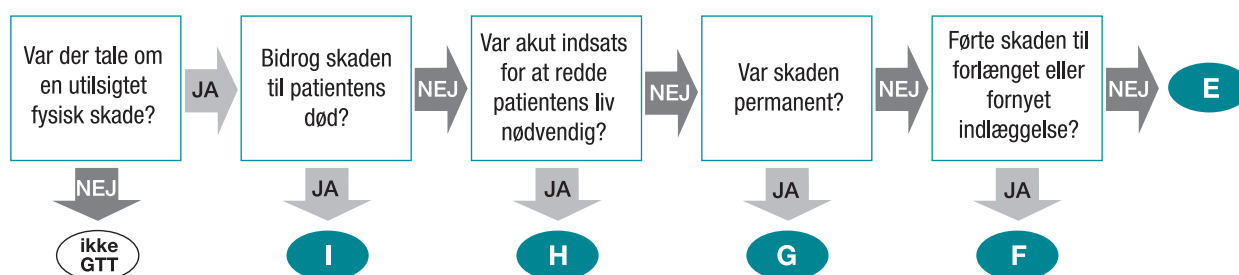 Var der tale om
en utilsigtet
fysisk skade?
JA
Bidrog skaden
til patientens
død?
NEJ
Var akut indsats
for at redde
patientens liv
nødvendig?
NEJ
Var skaden
permanent?
NEJ
Førte skaden til
forlænget eller
fornyet
indlæggelse?
NEJ
E
NEJ
JA
JA
JA
JA
ikke
GTT
I
H
G
F